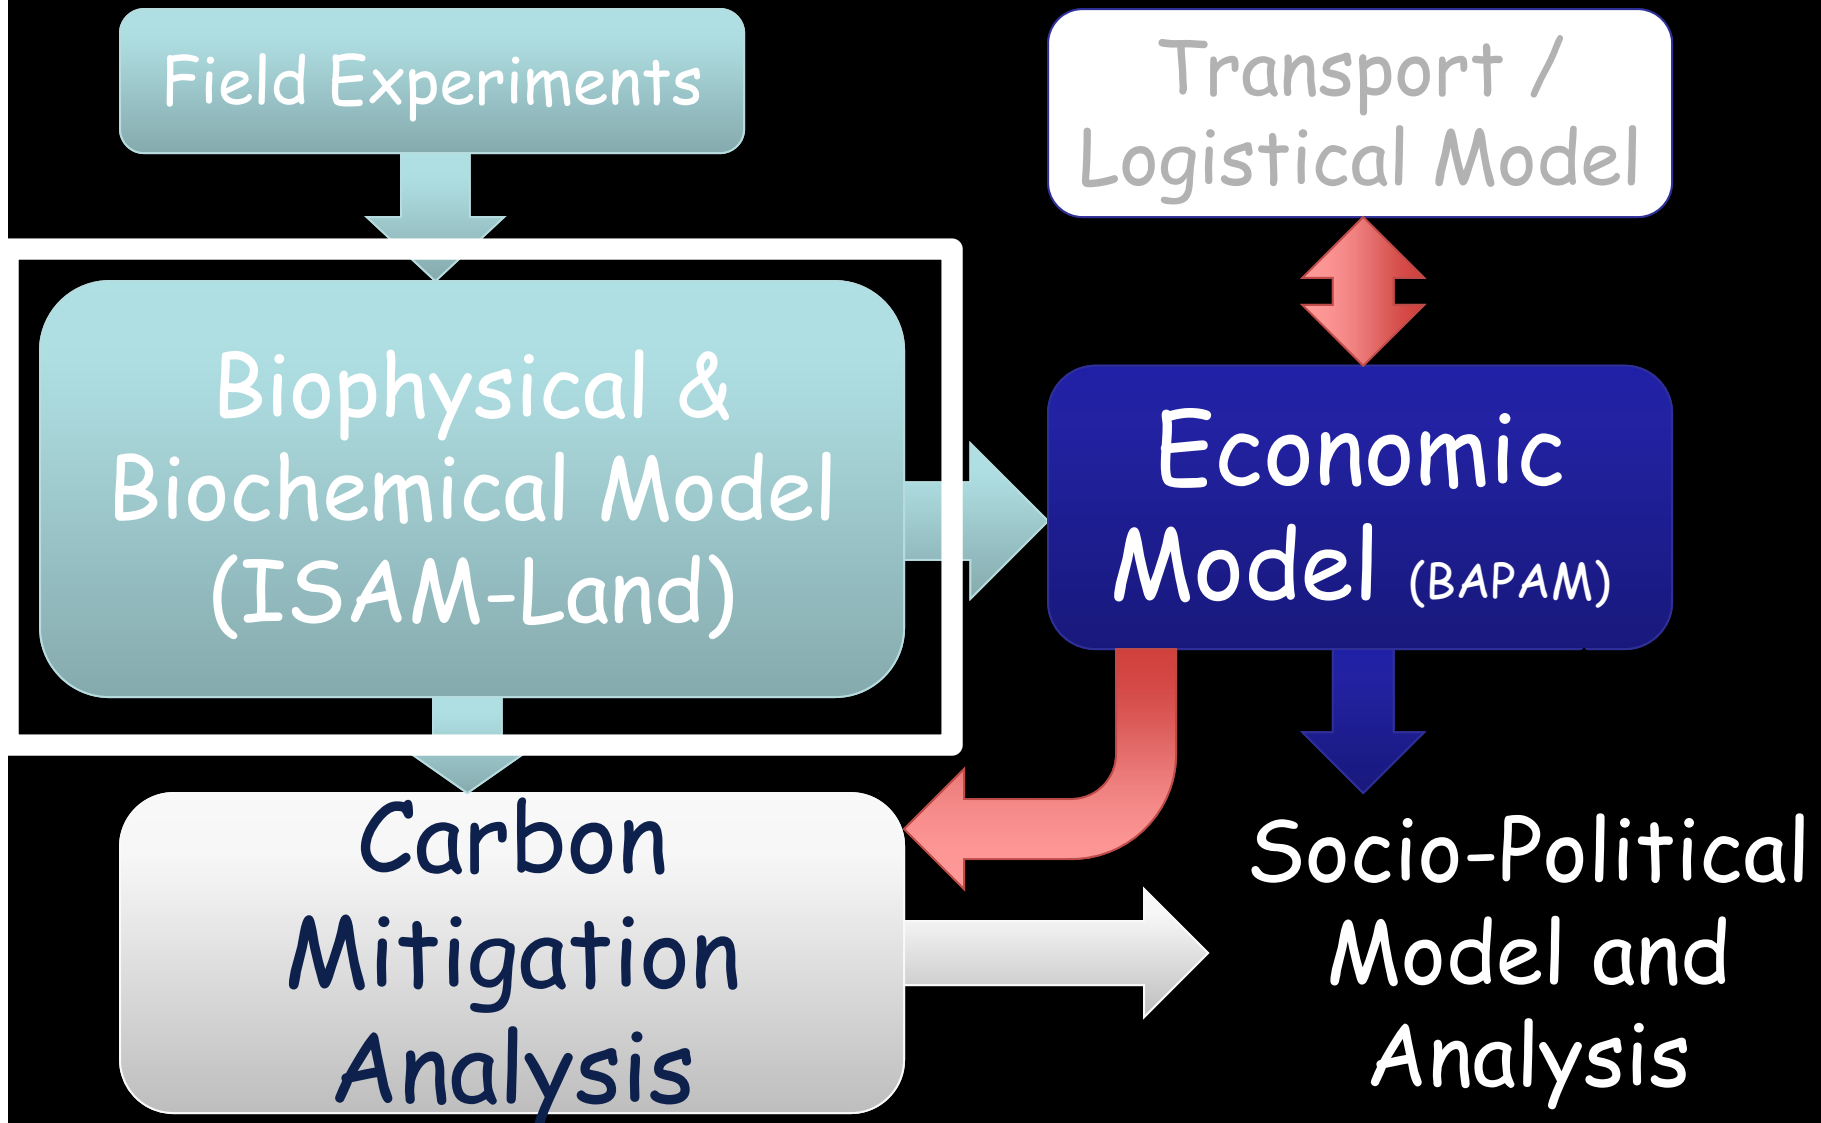 Field Experiments
Transport /
Logistical Model
Biophysical &
Biochemical Model
(ISAM-Land)
Economic
Model (BAPAM)
Carbon
Mitigation
Analysis
Socio-Political
Model and
Analysis